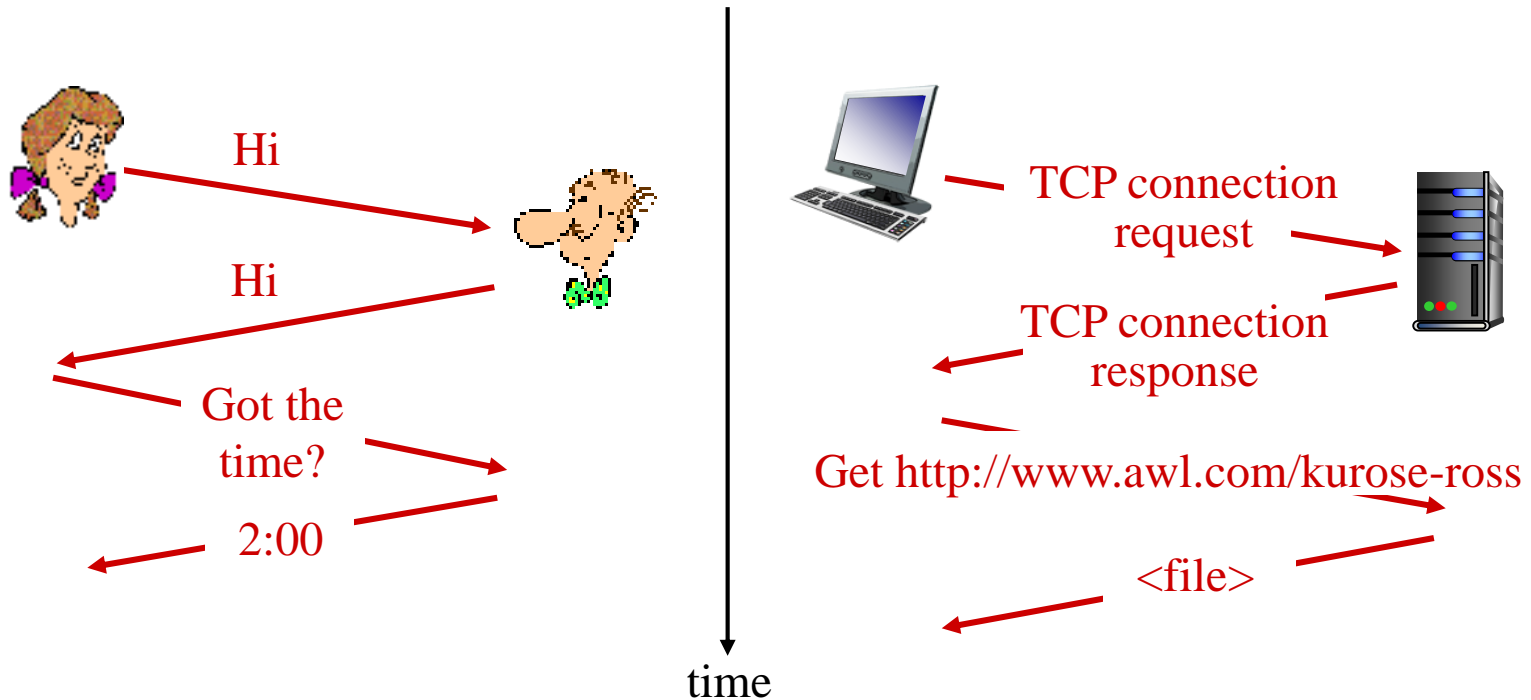 Hi
Hi
Got the
time?
2:00
TCP connection
request
TCP connection
response
Get http://www.awl.com/kurose-ross
<file>
time